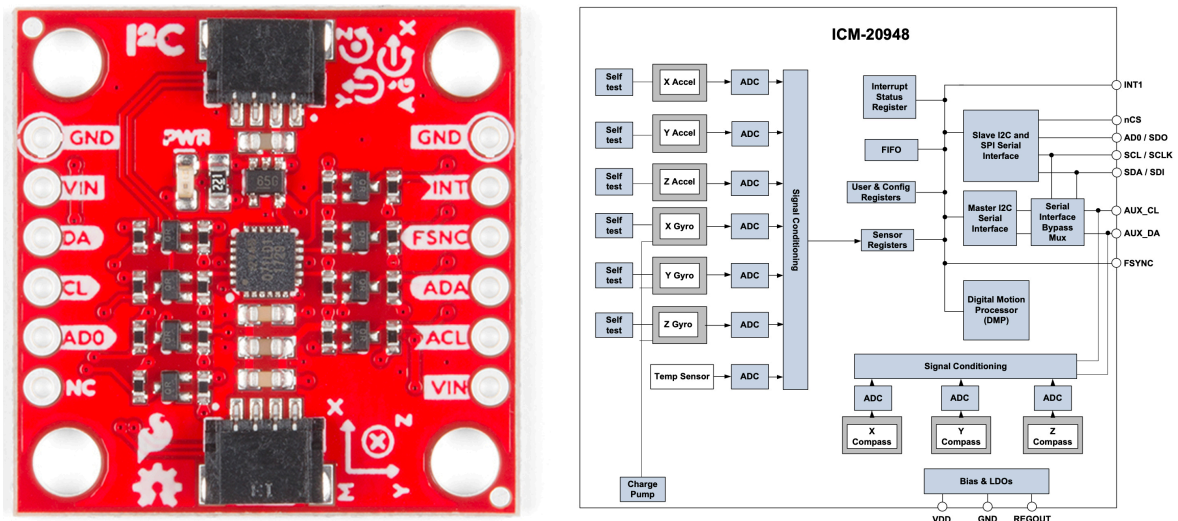 I²C
X
Y
Z
AG
GND
PWR
GND
VIN
221
65G
INT
DA
FSNC
CL
ADA
AD0
ACL
NC
VIN
X
Z
M
Y
ICM-20948
Self
test
X Accel
ADC
Self
test
Y Accel
ADC
Self
test
Z Accel
ADC
Self
test
X Gyro
ADC
Self
test
Y Gyro
ADC
Self
test
Z Gyro
ADC
Temp Sensor
ADC
Signal Conditioning
Interrupt
Status
Register
FIFO
User & Config
Registers
Sensor
Registers
Slave I2C and
SPI Serial
Interface
Master I2C
Serial
Interface
Serial
Interface
Bypass
Mux
Digital Motion
Processor
(DMP)
INT1
nCS
AD0 / SDO
SCL / SCLK
SDA / SDI
AUX_CL
AUX_DA
FSYNC
Signal Conditioning
ADC
ADC
ADC
X
Compass
Y
Compass
Z
Compass
Charge
Pump
Bias & LDOs
VDD
GND
REGOUT